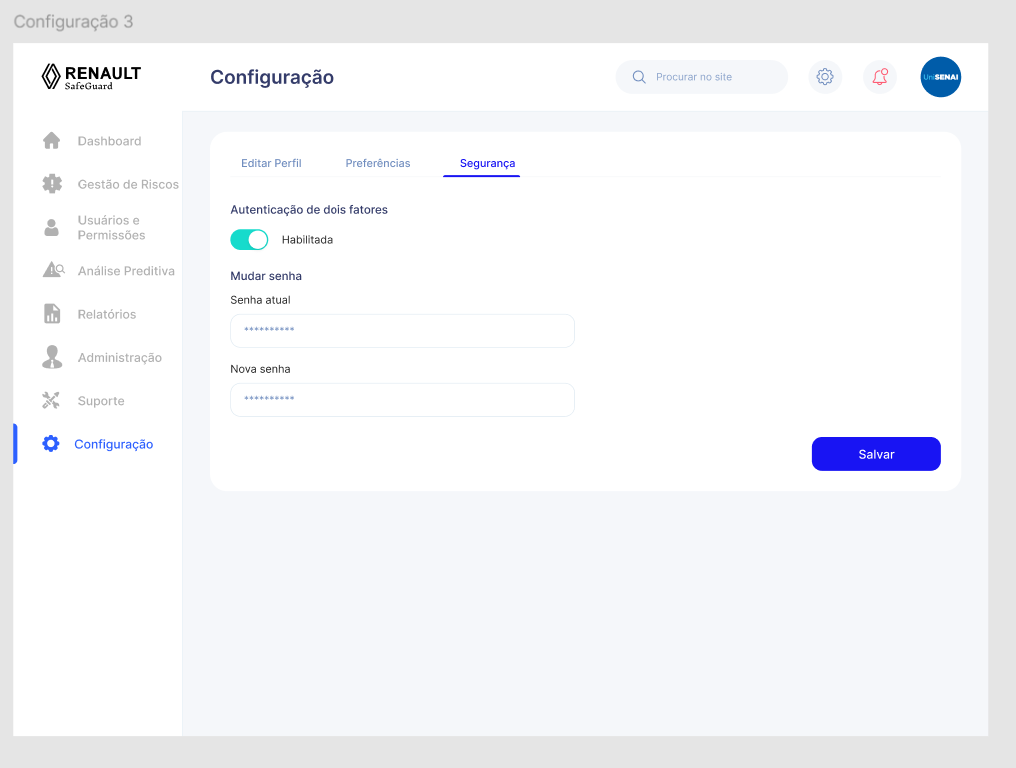 Configuração 3
RENAULT
SafeGuard
Configuração
Procurar no site
UniSENAI
Dashboard
Gestão de Riscos
Usuários e
Permissões
Análise Preditiva
Relatórios
Administração
Suporte
Configuração
Editar Perfil
Preferências
Segurança
Autenticação de dois fatores
Habilitada
Mudar senha
Senha atual
**********
Nova senha
**********
Salvar